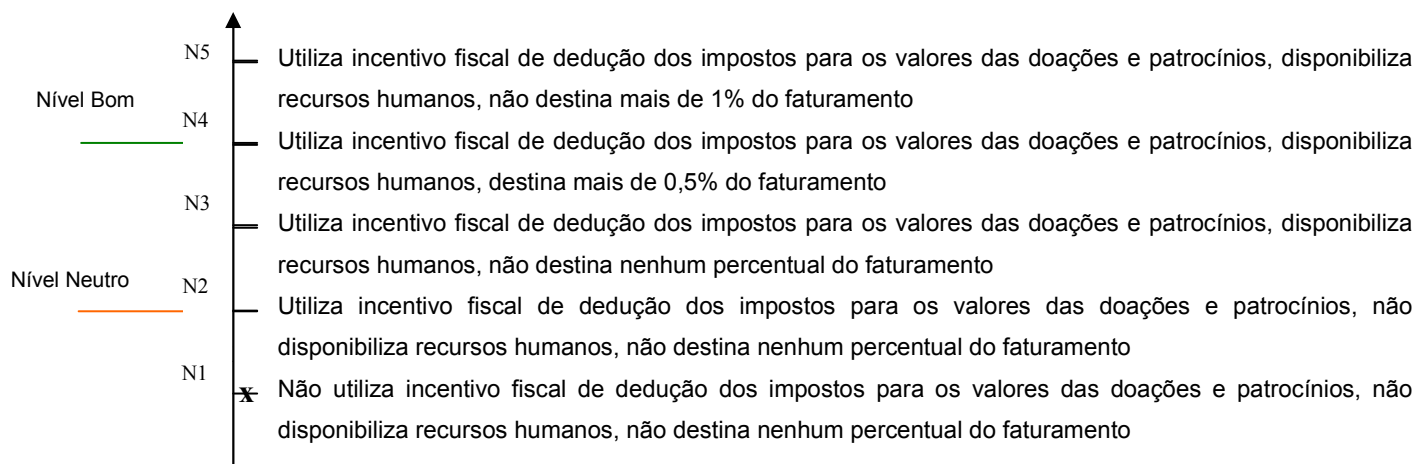 N5
Utiliza incentivo fiscal de dedução dos impostos para os valores das doações e patrocínios, disponibiliza
recursos humanos, não destina mais de 1% do faturamento
Nível Bom
N4
Utiliza incentivo fiscal de dedução dos impostos para os valores das doações e patrocínios, disponibiliza
recursos humanos, destina mais de 0,5% do faturamento
N3
Utiliza incentivo fiscal de dedução dos impostos para os valores das doações e patrocínios, disponibiliza
recursos humanos, não destina nenhum percentual do faturamento
Nível Neutro
N2
Utiliza incentivo fiscal de dedução dos impostos para os valores das doações e patrocínios, não
disponibiliza recursos humanos, não destina nenhum percentual do faturamento
N1
x
Não utiliza incentivo fiscal de dedução dos impostos para os valores das doações e patrocínios, não
disponibiliza recursos humanos, não destina nenhum percentual do faturamento